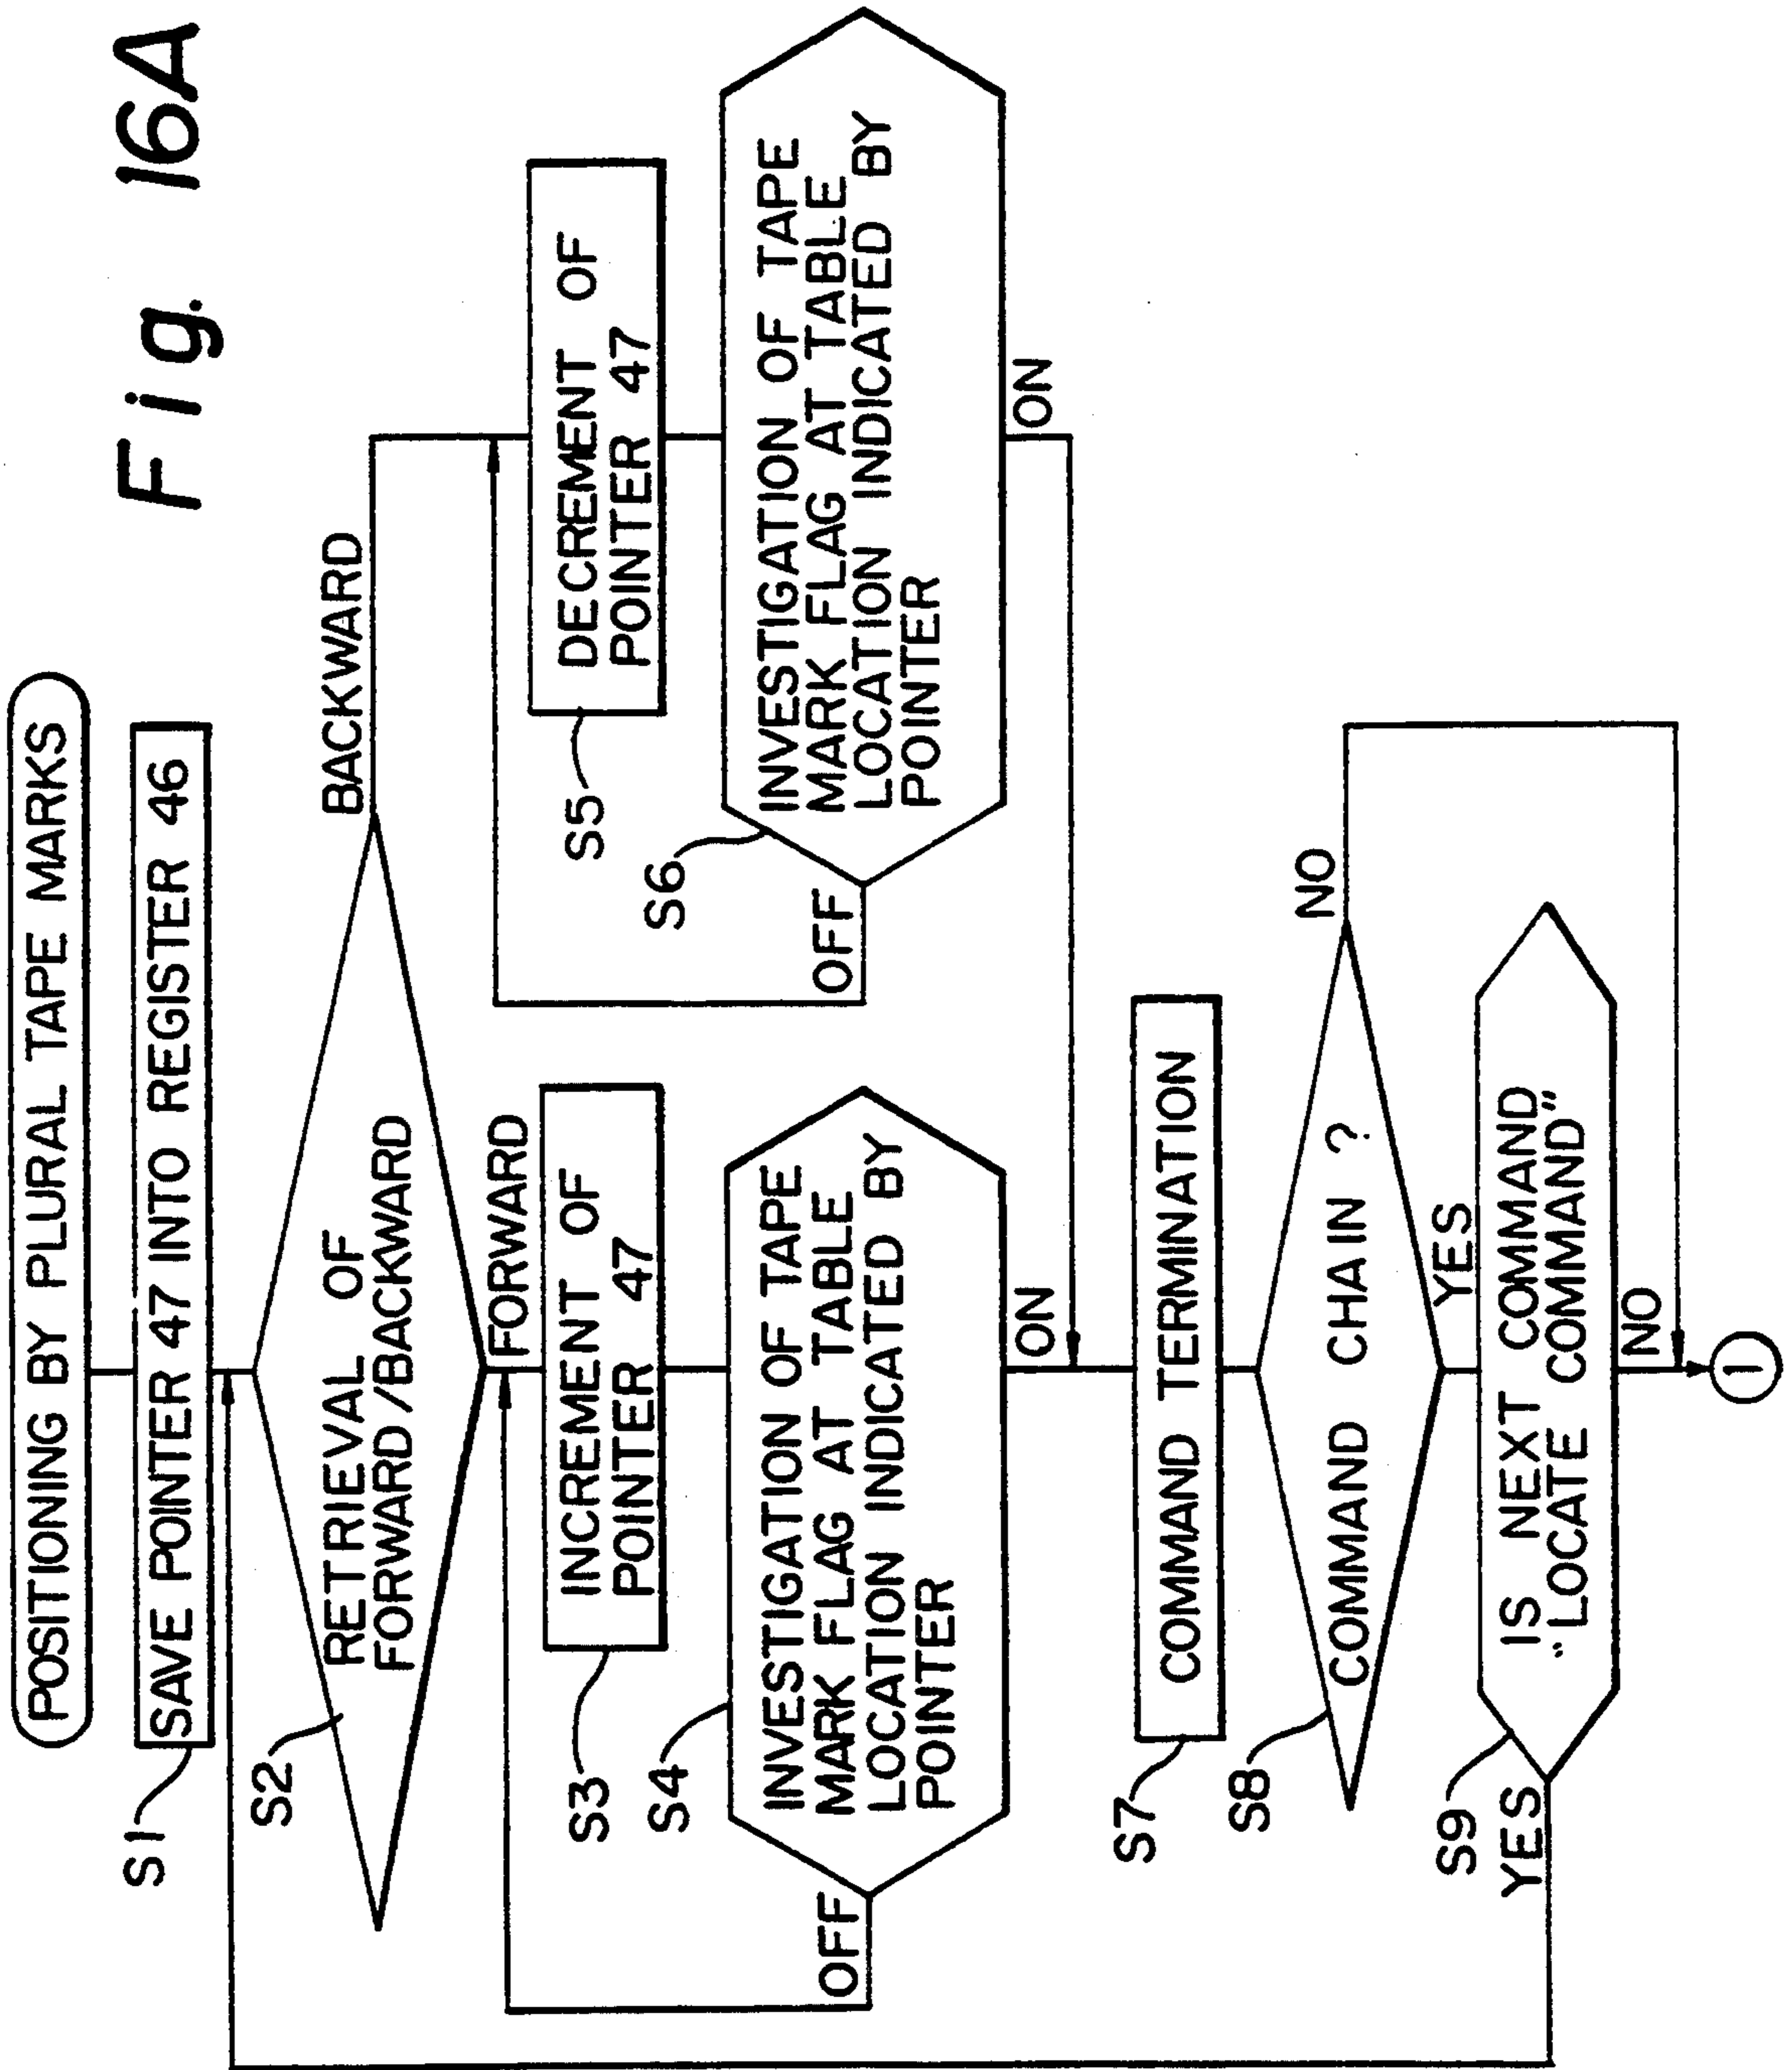 Fig. 16A
POSITIONING BY PLURAL TAPE MARKS
S1
SAVE POINTER 47 INTO REGISTER 46
S2
RETRIEVAL OF
FORWARD/BACKWARD
BACKWARD
FORWARD
S3
INCREMENT OF
POINTER 47
S5
DECREMENT OF
POINTER 47
S4
INVESTIGATION OF TAPE
MARK FLAG AT TABLE
LOCATION INDICATED BY
POINTER
OFF
ON
S6
INVESTIGATION OF TAPE
MARK FLAG AT TABLE
LOCATION INDICATED BY
POINTER
OFF
ON
S7
COMMAND TERMINATION
S8
COMMAND CHAIN ?
NO
YES
S9
IS NEXT COMMAND
"LOCATE COMMAND"
YES
NO
1